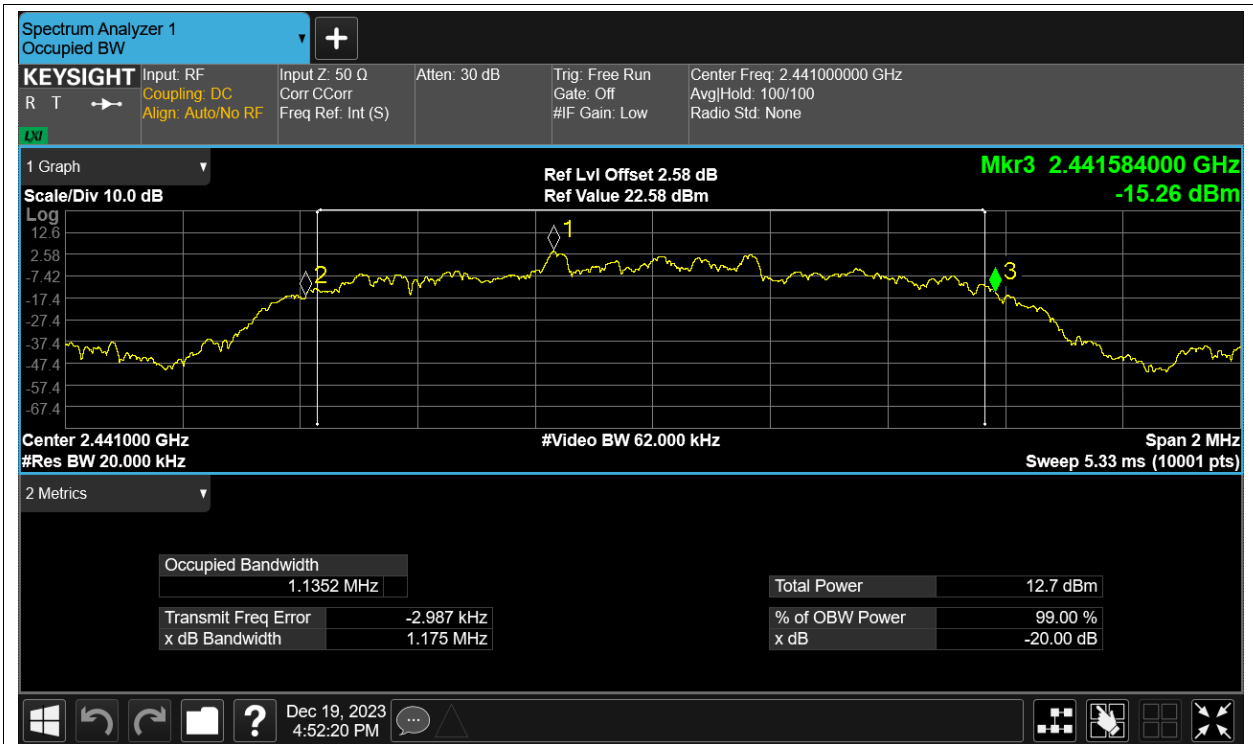 Spectrum Analyzer 1
Occupied BW
KEYSIGHT
R T
LXI
Input: RF
Coupling: DC
Align: Auto/No RF
Input Z: 50 Ω
Corr CCorr
Freq Ref: Int (S)
Atten: 30 dB
Trig: Free Run
Gate: Off
#IF Gain: Low
Center Freq: 2.441000000 GHz
Avg|Hold: 100/100
Radio Std: None
1 Graph
Scale/Div 10.0 dB
Ref Lvl Offset 2.58 dB
Ref Value 22.58 dBm
Mkr3 2.441584000 GHz
-15.26 dBm
Log
12.6
2.58
-7.42
-17.4
-27.4
-37.4
-47.4
-57.4
-67.4
1
2
3
Center 2.441000 GHz
#Video BW 62.000 kHz
Span 2 MHz
#Res BW 20.000 kHz
Sweep 5.33 ms (10001 pts)
2 Metrics
Occupied Bandwidth
1.1352 MHz
Total Power 12.7 dBm
Transmit Freq Error -2.987 kHz
% of OBW Power 99.00 %
x dB Bandwidth 1.175 MHz
x dB -20.00 dB
?
Dec 19, 2023
4:52:20 PM